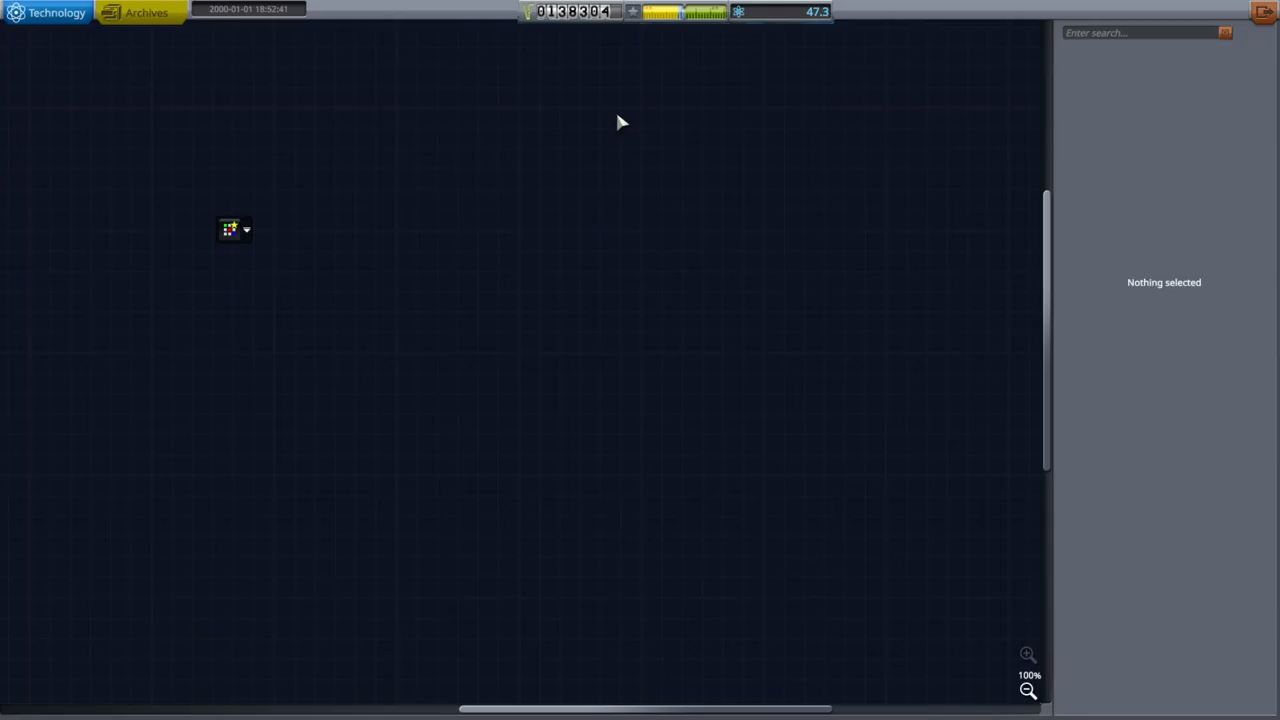 Technology
Archives
2000-01-01 18:52:41
0138304
47.3
Enter search...
Nothing selected
100%